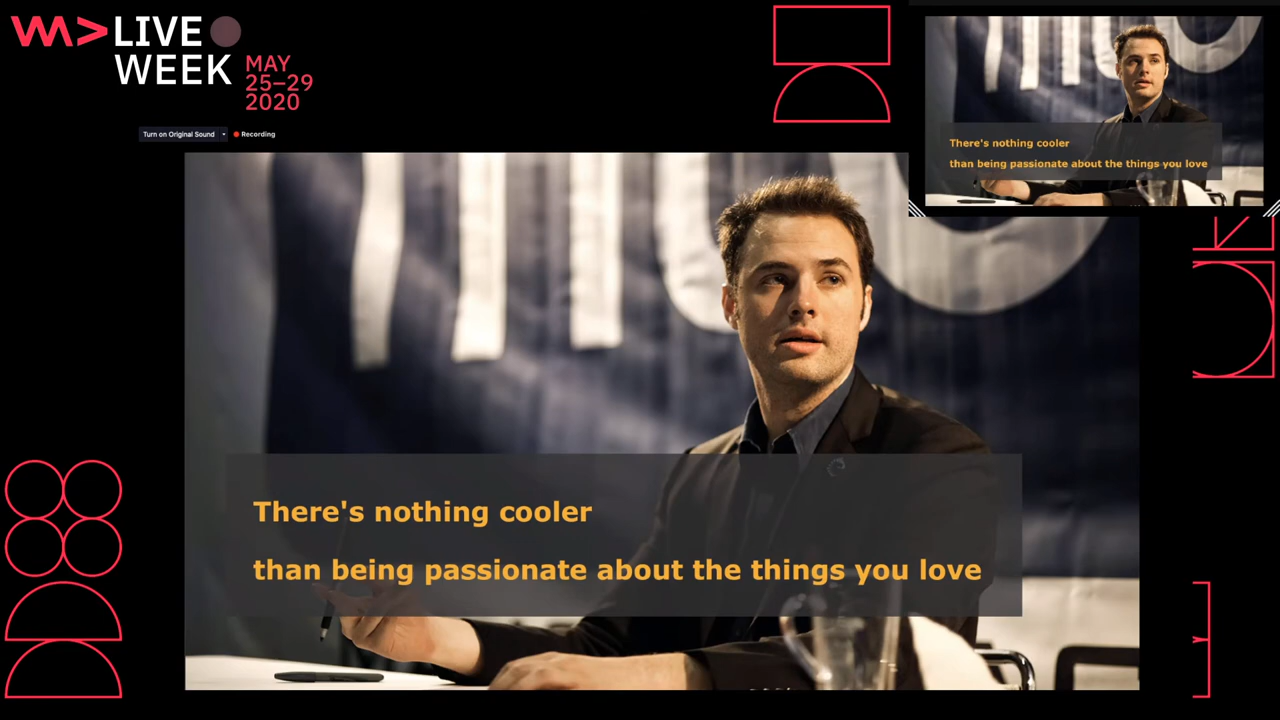 LIVE
WEEK
MAY
25–29
2020
Turn on Original Sound
Recording
There's nothing cooler
than being passionate about the things you love
There's nothing cooler
than being passionate about the things you love